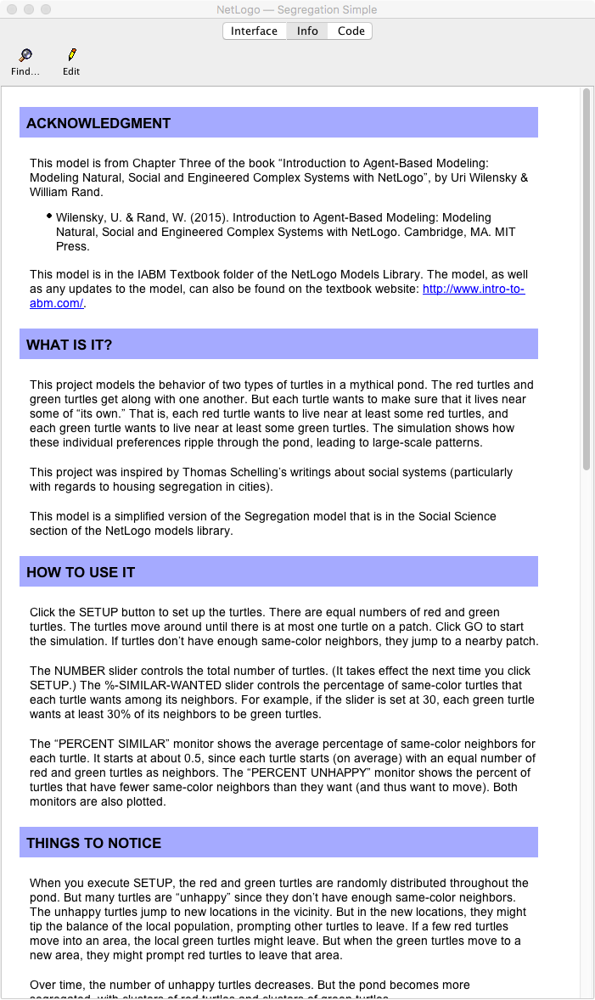 NetLogo — Segregation Simple
Interface Info Code
Find... Edit
ACKNOWLEDGMENT
This model is from Chapter Three of the book “Introduction to Agent-Based Modeling:
Modeling Natural, Social and Engineered Complex Systems with NetLogo”, by Uri Wilensky &
William Rand.
• Wilensky, U. & Rand, W. (2015). Introduction to Agent-Based Modeling: Modeling
Natural, Social and Engineered Complex Systems with NetLogo. Cambridge, MA. MIT
Press.
This model is in the IABM Textbook folder of the NetLogo Models Library. The model, as well
as any updates to the model, can also be found on the textbook website: http://www.intro-to-
abm.com/.
WHAT IS IT?
This project models the behavior of two types of turtles in a mythical pond. The red turtles and
green turtles get along with one another. But each turtle wants to make sure that it lives near
some of “its own.” That is, each red turtle wants to live near at least some red turtles, and
each green turtle wants to live near at least some green turtles. The simulation shows how
these individual preferences ripple through the pond, leading to large-scale patterns.
This project was inspired by Thomas Schelling’s writings about social systems (particularly
with regards to housing segregation in cities).
This model is a simplified version of the Segregation model that is in the Social Science
section of the NetLogo models library.
HOW TO USE IT
Click the SETUP button to set up the turtles. There are equal numbers of red and green
turtles. The turtles move around until there is at most one turtle on a patch. Click GO to start
the simulation. If turtles don’t have enough same-color neighbors, they jump to a nearby patch.
The NUMBER slider controls the total number of turtles. (It takes effect the next time you click
SETUP.) The %-SIMILAR-WANTED slider controls the percentage of same-color turtles that
each turtle wants among its neighbors. For example, if the slider is set at 30, each green turtle
wants at least 30% of its neighbors to be green turtles.
The “PERCENT SIMILAR” monitor shows the average percentage of same-color neighbors for
each turtle. It starts at about 0.5, since each turtle starts (on average) with an equal number of
red and green turtles as neighbors. The “PERCENT UNHAPPY” monitor shows the percent of
turtles that have fewer same-color neighbors than they want (and thus want to move). Both
monitors are also plotted.
THINGS TO NOTICE
When you execute SETUP, the red and green turtles are randomly distributed throughout the
pond. But many turtles are “unhappy” since they don’t have enough same-color neighbors.
The unhappy turtles jump to new locations in the vicinity. But in the new locations, they might
tip the balance of the local population, prompting other turtles to leave. If a few red turtles
move into an area, the local green turtles might leave. But when the green turtles move to a
new area, they might prompt red turtles to leave that area.
Over time, the number of unhappy turtles decreases. But the pond becomes more
segregated, with clusters of red turtles and clusters of green turtles.